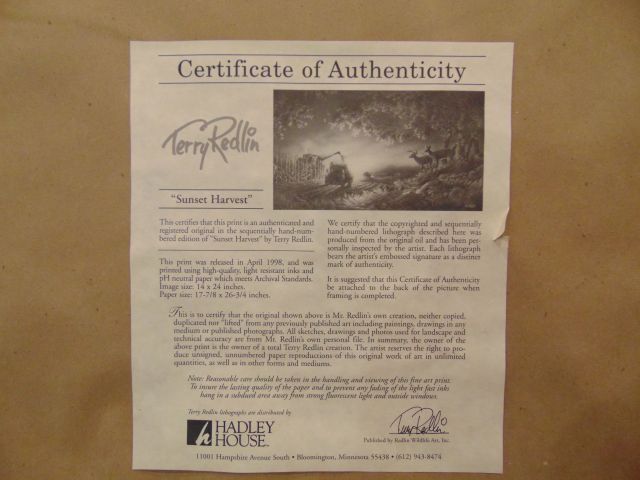 Certificate of Authenticity
Terry Redlin
"Sunset Harvest"
This certifies that this print is an authenticated and
registered original in the sequentially hand-num-
bered edition of "Sunset Harvest" by Terry Redlin.
This print was released in April 1998, and was
printed using high-quality, light resistant inks and
pH neutral paper which meets Archival Standards.
Image size: 14 x 24 inches.
Paper size: 17-7/8 x 26-3/4 inches.
We certify that the copyrighted and sequentially
hand-numbered lithograph described here was
produced from the original oil and has been per-
sonally inspected by the artist. Each lithograph
bears the artist's embossed signature as a distinct
mark of authenticity.
It is suggested that this Certificate of Authenticity
be attached to the back of the picture when
framing is completed.
This is to certify that the original shown above is Mr. Redlin's own creation, neither copied,
duplicated nor "lifted" from any previously published art including paintings, drawings in any
medium or published photographs. All sketches, drawings and photos used for landscape and
technical accuracy are from Mr. Redlin's own personal file. In summary, the owner of the
above print is the owner of a total Terry Redlin creation. The artist reserves the right to pro-
duce unsigned, unnumbered paper reproductions of this original work of art in unlimited
quantities, as well as in other forms and mediums.
Note: Reasonable care should be taken in the handling and viewing of this fine art print.
To insure the lasting quality of the paper and to prevent any fading of the light fast inks
hang in a subdued area away from strong fluorescent light and outside windows.
Terry Redlin lithographs are distributed by
h HADLEY
HOUSE™
Terry Redlin
Published by Redlin Wildlife Art, Inc.
11001 Hampshire Avenue South • Bloomington, Minnesota 55438 • (612) 943-8474